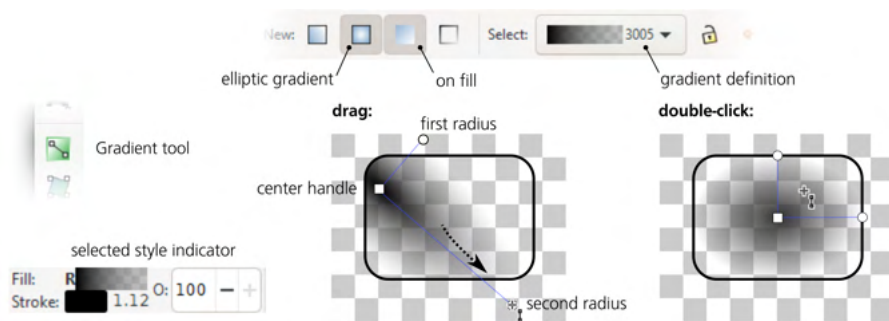 New:
Select:
3005
elliptic gradient
on fill
gradient definition
drag:
double-click:
first radius
Gradient tool
center handle
selected style indicator
Fill: R
O: 100
Stroke: 1.12
second radius